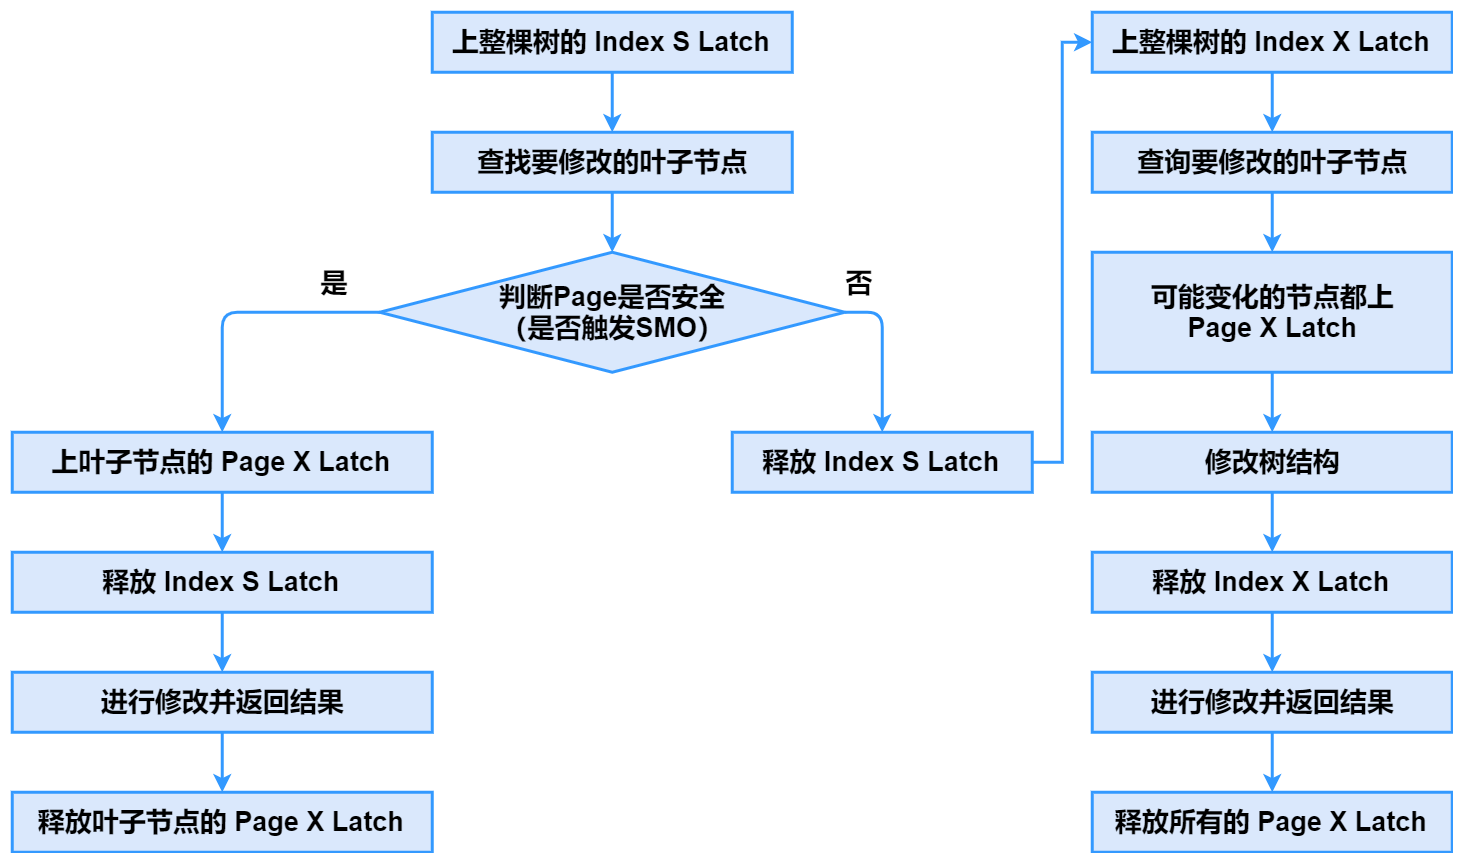 上整棵树的 Index S Latch
查找要修改的叶子节点
判断Page是否安全
（是否触发SMO）
是
否
上叶子节点的 Page X Latch
释放 Index S Latch
进行修改并返回结果
释放叶子节点的 Page X Latch
释放 Index S Latch
上整棵树的 Index X Latch
查询要修改的叶子节点
可能变化的节点都上
Page X Latch
修改树结构
释放 Index X Latch
进行修改并返回结果
释放所有的 Page X Latch